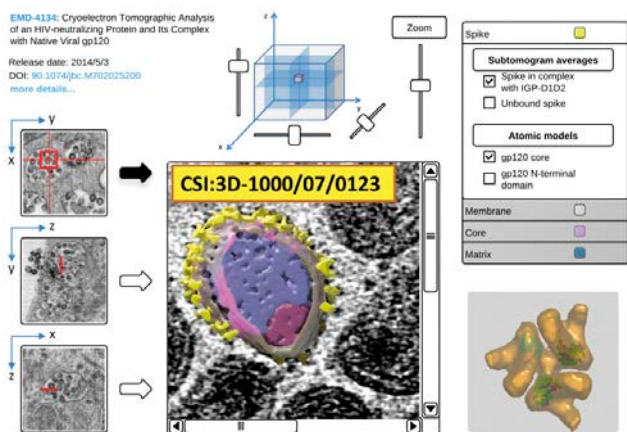 EMD-4134: Cryoelectron Tomographic Analysis
of an HIV-neutralizing Protein and Its Complex
with Native Viral gp120
Release date: 2014/5/3
DOI: 90.1074/jbc.M702025200
more details...
z
y
x
Zoom
Spike
Subtomogram averages
Spike in complex
with IGP-D1D2
Unbound spike
Atomic models
gp120 core
gp120 N-terminal
domain
Membrane
Core
Matrix
y
x
z
y
x
z
CSI:3D-1000/07/0123